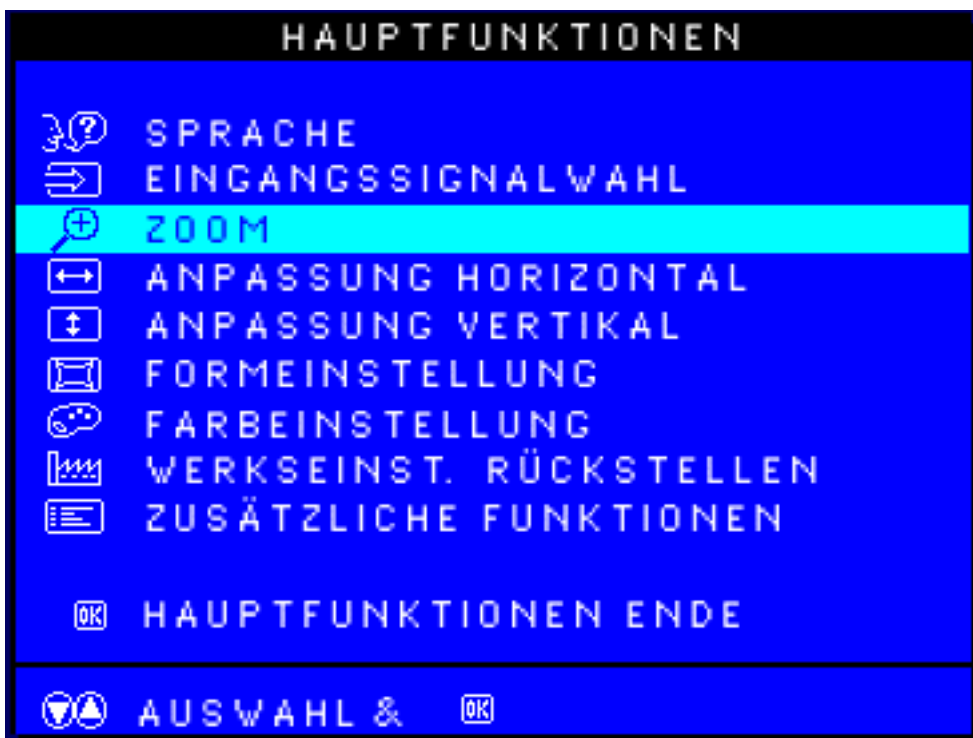 HAUPTFUNKTIONEN
SPRACHE
EINGANGSSIGNALWAHL
ZOOM
ANPASSUNG HORIZONTAL
ANPASSUNG VERTIKAL
FORMEINSTELLUNG
FARBEINSTELLUNG
WERKSEINST. RÜCKSTELLEN
ZUSÄTZLICHE FUNKTIONEN
OK HAUPTFUNKTIONEN ENDE
AUSWAHL & OK